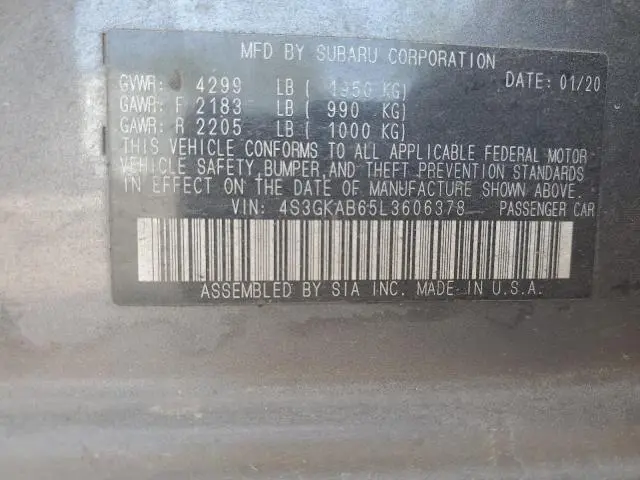 MFD BY SUBARU CORPORATION
GVWR: 4299 LB ( 1950 KG) DATE: 01/20
GAWR: F 2183 LB ( 990 KG)
GAWR: R 2205 LB ( 1000 KG)
THIS VEHICLE CONFORMS TO ALL APPLICABLE FEDERAL MOTOR
VEHICLE SAFETY, BUMPER, AND THEFT PREVENTION STANDARDS
IN EFFECT ON THE DATE OF MANUFACTURE SHOWN ABOVE.
VIN: 4S3GKAB65L3606378 PASSENGER CAR
ASSEMBLED BY SIA INC. MADE IN U.S.A.